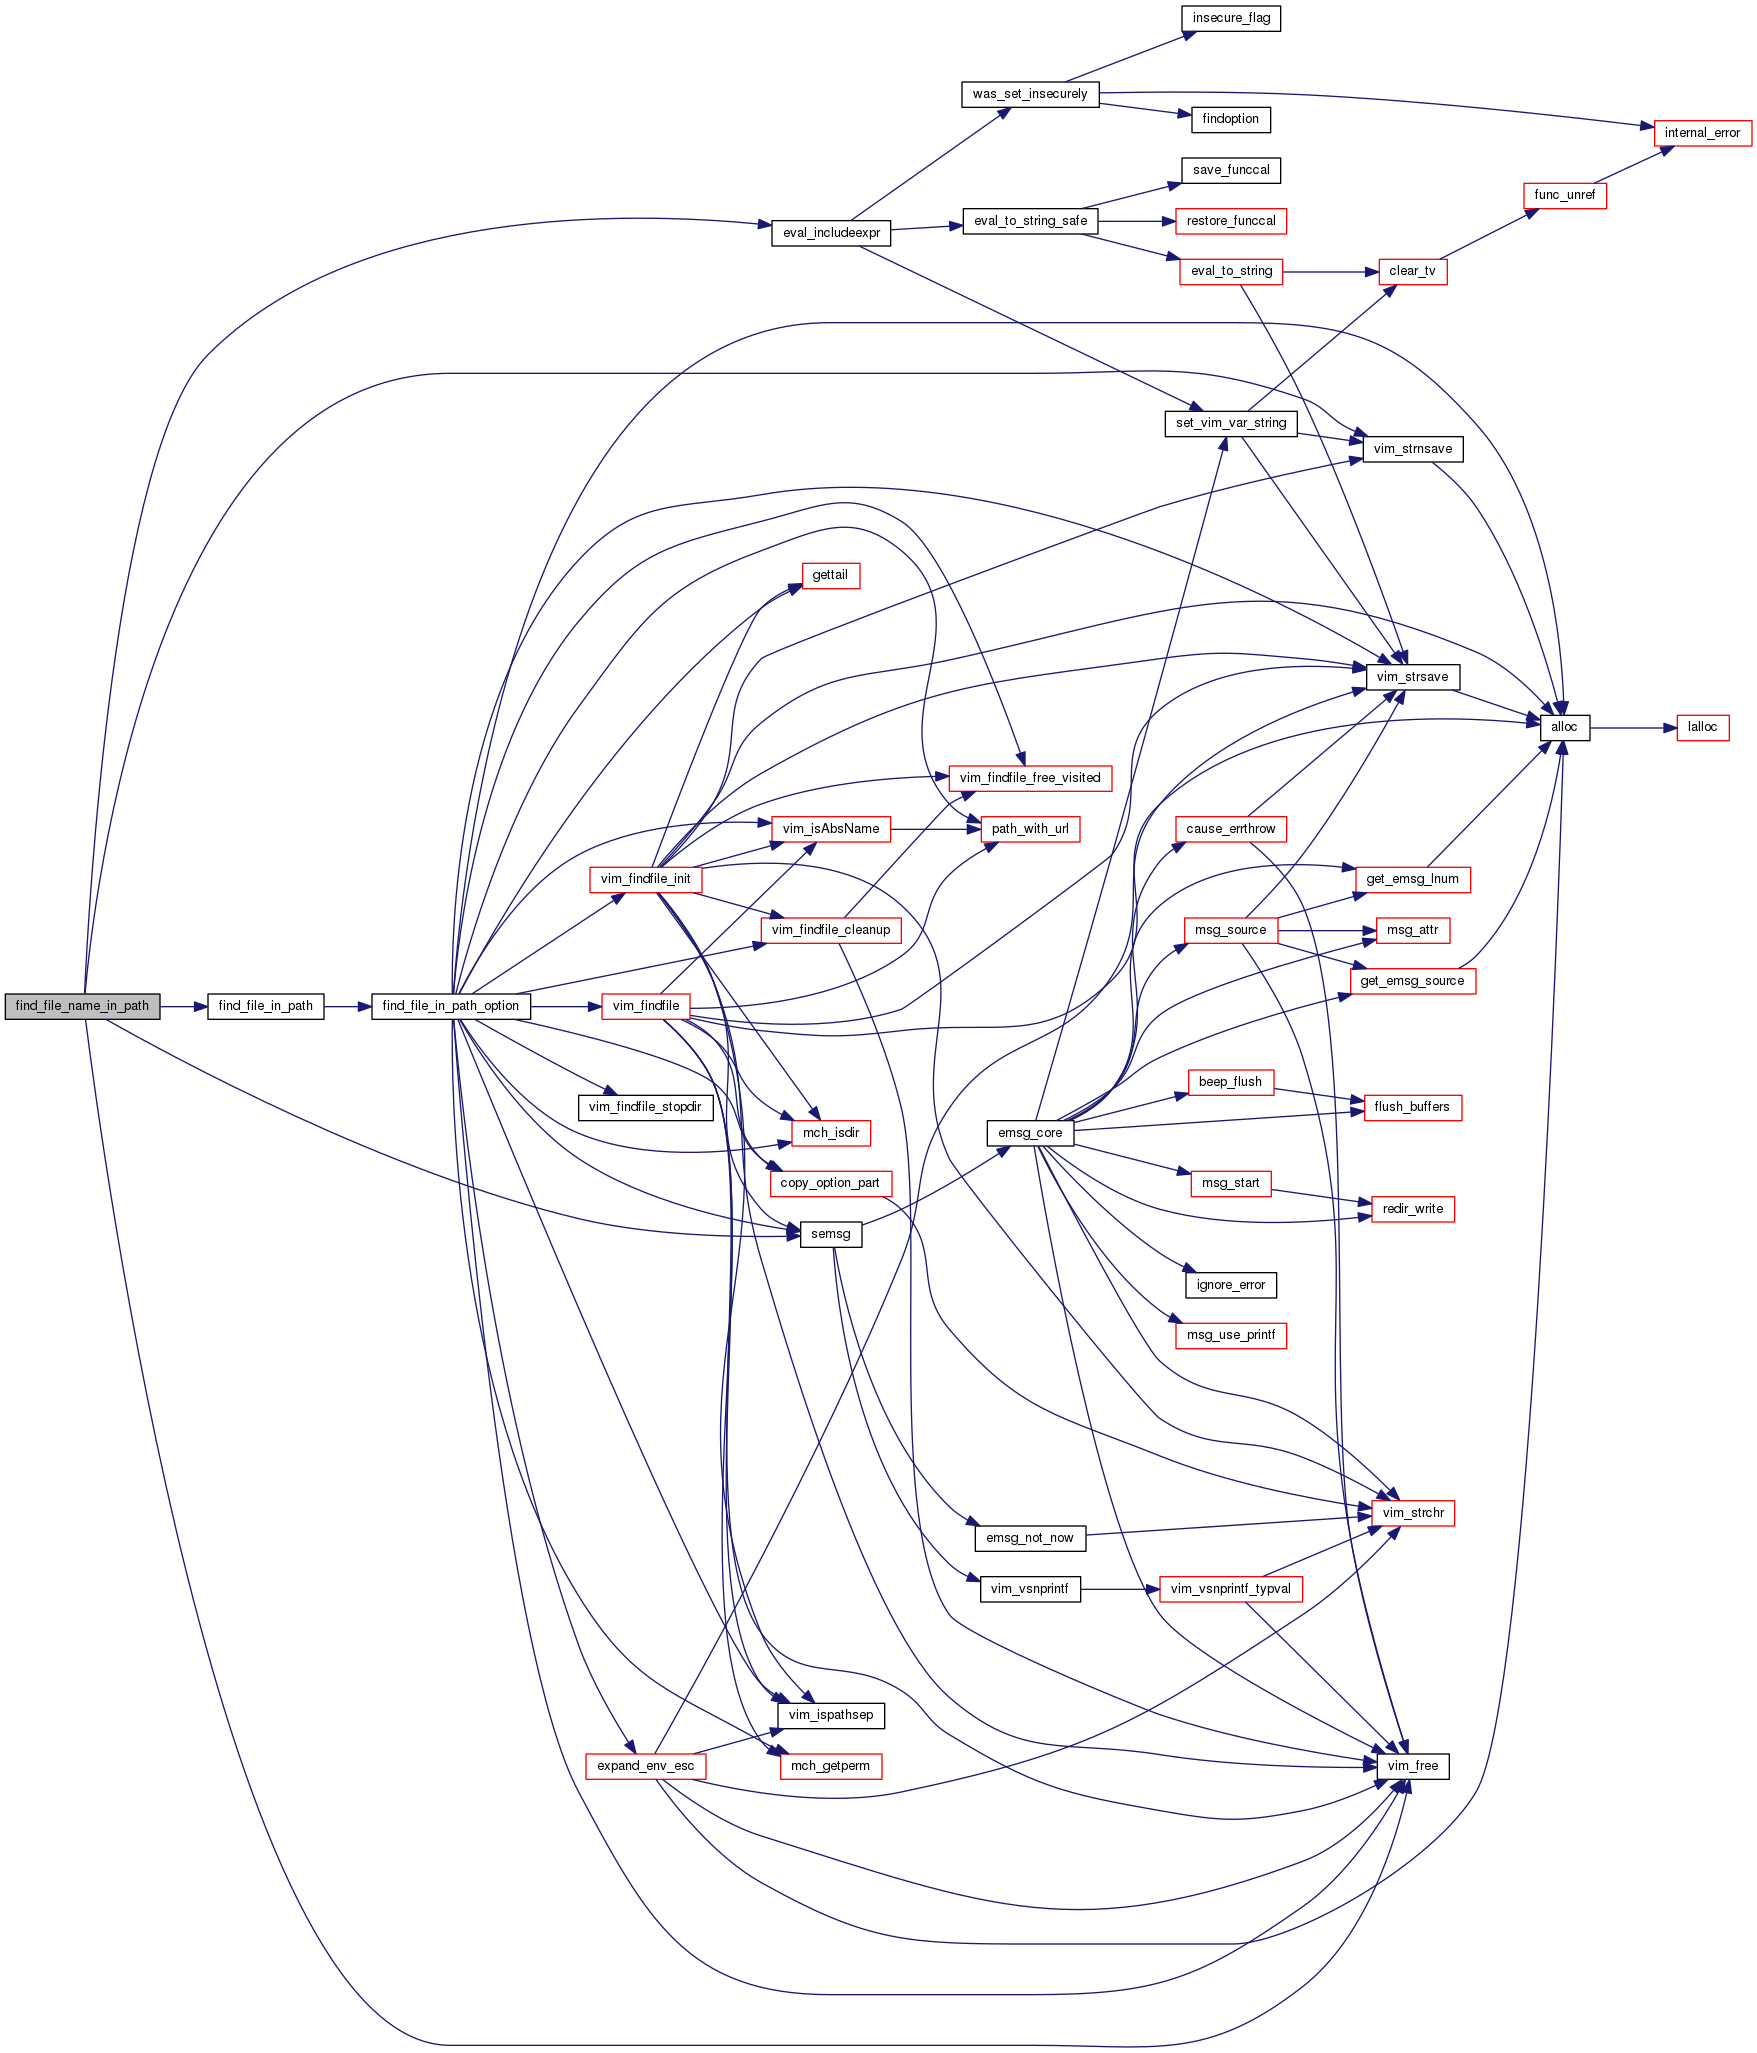 insecure_flag
was_set_insecurely
findoption
internal_error
save_funccal
func_unref
eval_to_string_safe
restore_funccal
eval_includeexpr
eval_to_string
clear_tv
set_vim_var_string
vim_strnsave
gettail
vim_strsave
alloc
lalloc
vim_findfile_free_visited
vim_isAbsName
path_with_url
cause_errthrow
vim_findfile_init
get_emsg_lnum
vim_findfile_cleanup
msg_source
msg_attr
get_emsg_source
find_file_name_in_path
find_file_in_path
find_file_in_path_option
vim_findfile
beep_flush
vim_findfile_stopdir
flush_buffers
mch_isdir
emsg_core
copy_option_part
msg_start
redir_write
semsg
ignore_error
msg_use_printf
vim_strchr
emsg_not_now
vim_vsnprintf
vim_vsnprintf_typval
vim_ispathsep
expand_env_esc
mch_getperm
vim_free